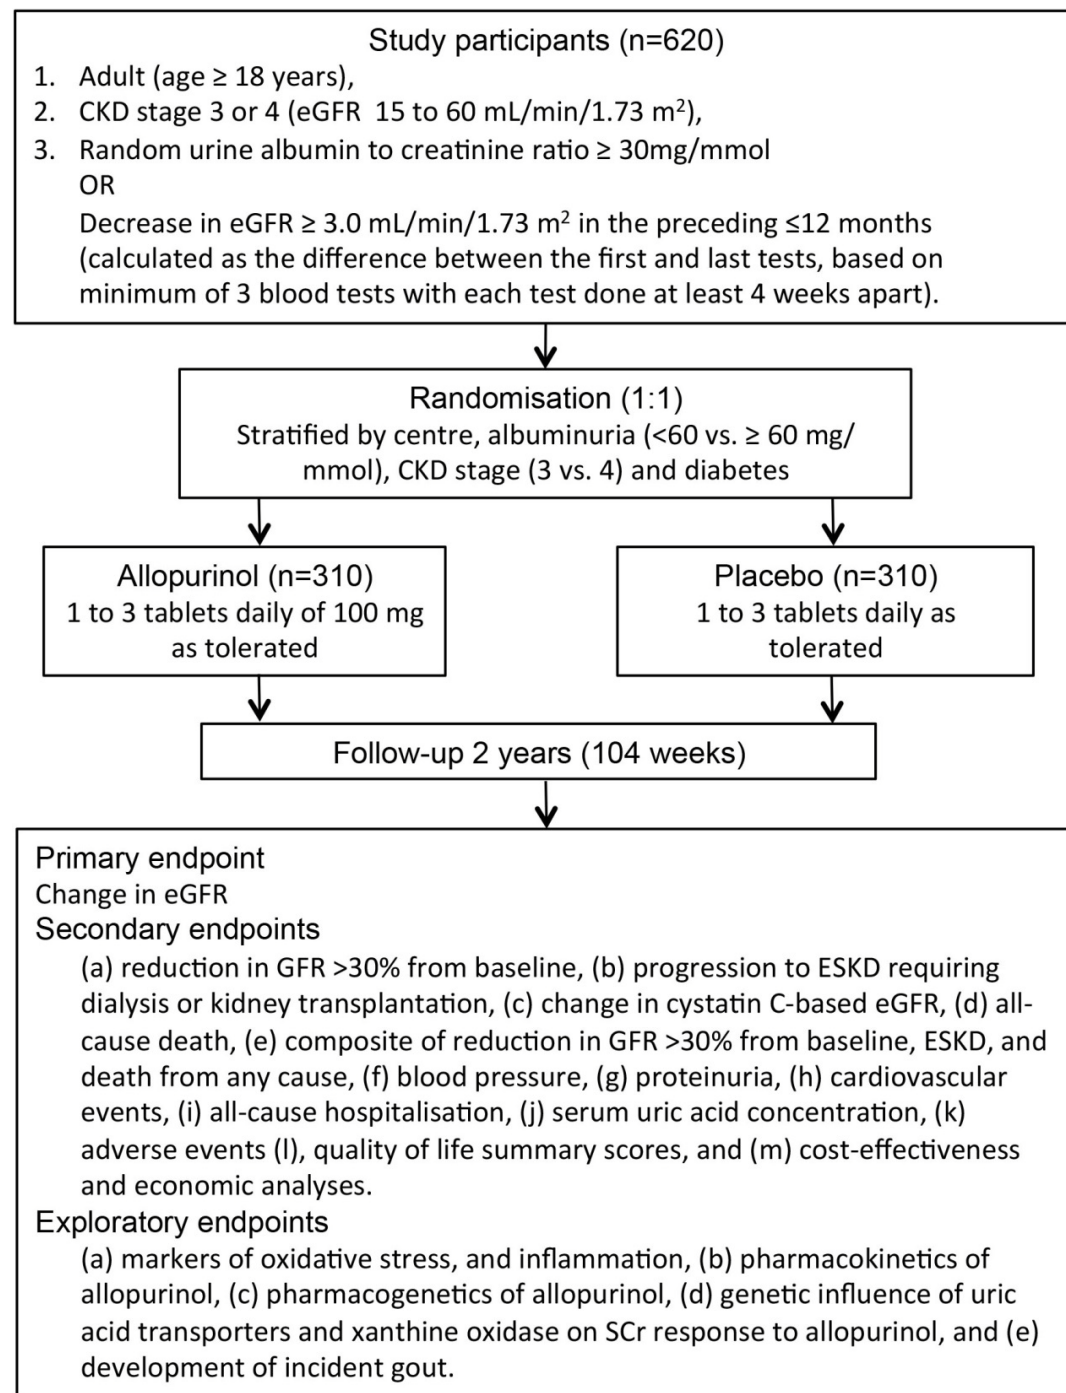 Study participants (n=620)
1. Adult (age ≥ 18 years),
2. CKD stage 3 or 4 (eGFR  15 to 60 mL/min/1.73 m²),
3. Random urine albumin to creatinine ratio ≥ 30mg/mmol
OR
Decrease in eGFR ≥ 3.0 mL/min/1.73 m² in the preceding ≤12 months
(calculated as the difference between the first and last tests, based on
minimum of 3 blood tests with each test done at least 4 weeks apart).
Randomisation (1:1)
Stratified by centre, albuminuria (<60 vs. ≥ 60 mg/
mmol), CKD stage (3 vs. 4) and diabetes
Allopurinol (n=310)
1 to 3 tablets daily of 100 mg
as tolerated
Placebo (n=310)
1 to 3 tablets daily as
tolerated
Follow-up 2 years (104 weeks)
Primary endpoint
Change in eGFR
Secondary endpoints
(a) reduction in GFR >30% from baseline, (b) progression to ESKD requiring
dialysis or kidney transplantation, (c) change in cystatin C-based eGFR, (d) all-
cause death, (e) composite of reduction in GFR >30% from baseline, ESKD, and
death from any cause, (f) blood pressure, (g) proteinuria, (h) cardiovascular
events, (i) all-cause hospitalisation, (j) serum uric acid concentration, (k)
adverse events (l), quality of life summary scores, and (m) cost-effectiveness
and economic analyses.
Exploratory endpoints
(a) markers of oxidative stress, and inflammation, (b) pharmacokinetics of
allopurinol, (c) pharmacogenetics of allopurinol, (d) genetic influence of uric
acid transporters and xanthine oxidase on SCr response to allopurinol, and (e)
development of incident gout.